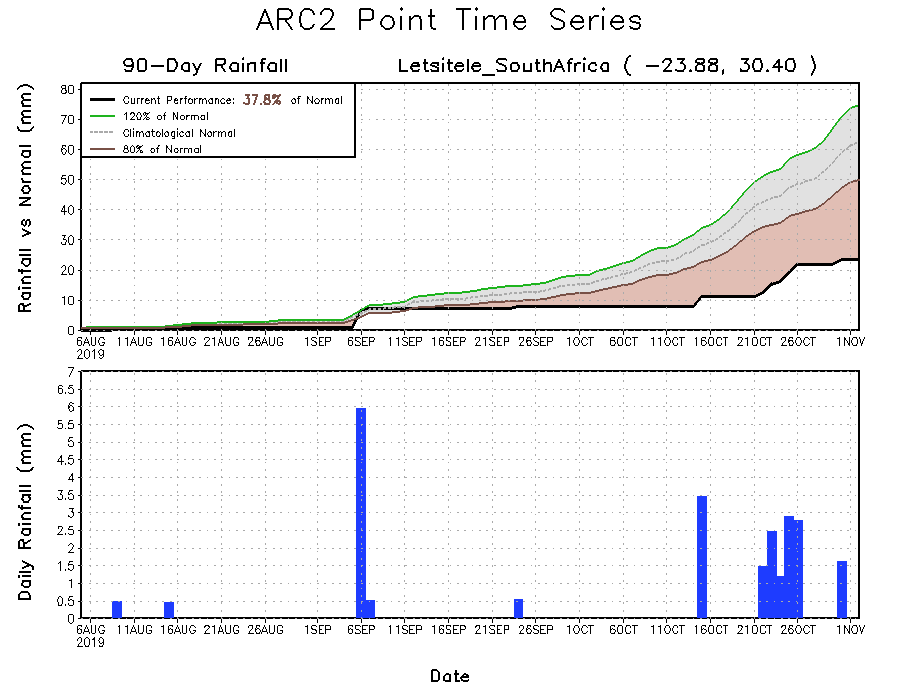 ARC2 Point Time Series
90-Day Rainfall
Letsitele_SouthAfrica ( -23.88, 30.40 )
Rainfall vs Normal (mm)
80
70
60
50
40
30
20
10
0
Current Performance: 37.8% of Normal
120% of Normal
Climatological Normal
80% of Normal
6AUG 11AUG 16AUG 21AUG 26AUG 1SEP 6SEP 11SEP 16SEP 21SEP 26SEP 1OCT 6OCT 11OCT 16OCT 21OCT 26OCT 1NOV
2019
Daily Rainfall (mm)
7
6.5
6
5.5
5
4.5
4
3.5
3
2.5
2
1.5
1
0.5
0
6AUG 11AUG 16AUG 21AUG 26AUG 1SEP 6SEP 11SEP 16SEP 21SEP 26SEP 1OCT 6OCT 11OCT 16OCT 21OCT 26OCT 1NOV
2019
Date